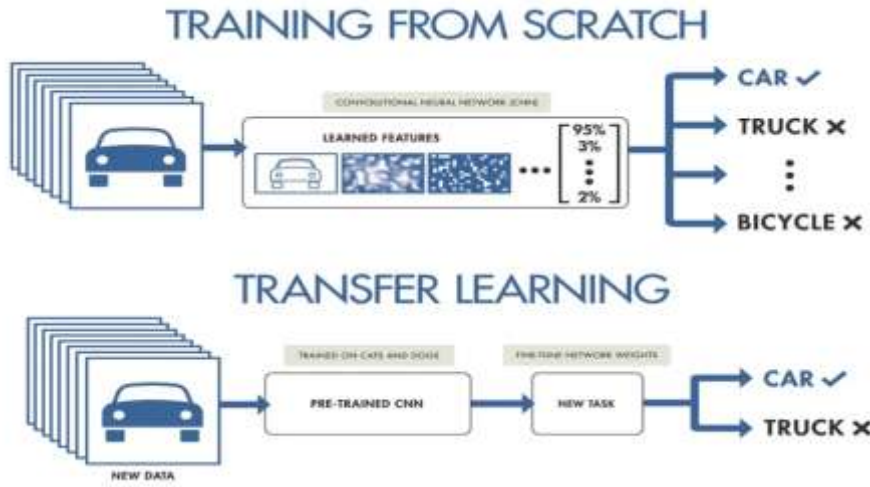 TRAINING FROM SCRATCH
CONVOLUTIONAL NEURAL NETWORK (CNN)
LEARNED FEATURES
95%
3%
2%
CAR ✓
TRUCK ✕
BICYCLE ✕
TRANSFER LEARNING
TRAINED ON CATS AND DOGS
FINE-TUNE NETWORK WEIGHTS
PRE-TRAINED CNN
NEW TASK
CAR ✓
TRUCK ✕
NEW DATA